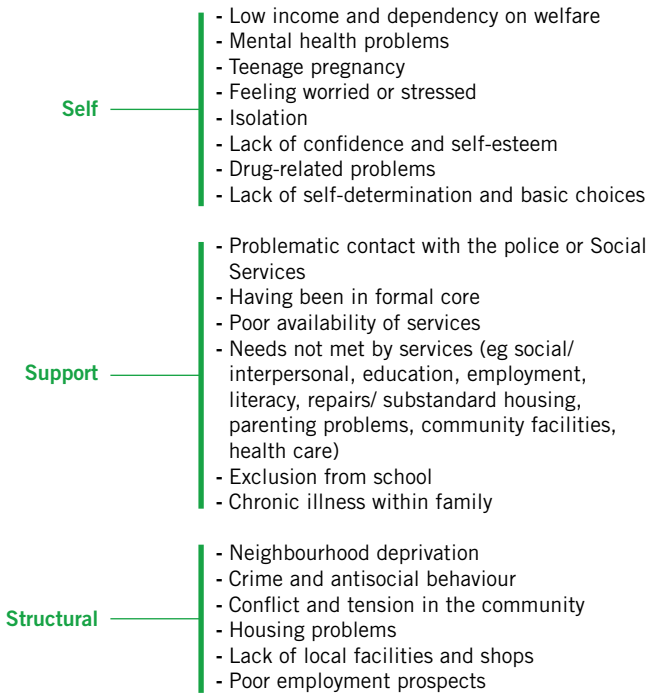 Self
- Low income and dependency on welfare
- Mental health problems
- Teenage pregnancy
- Feeling worried or stressed
- Isolation
- Lack of confidence and self-esteem
- Drug-related problems
- Lack of self-determination and basic choices
Support
- Problematic contact with the police or Social
Services
- Having been in formal core
- Poor availability of services
- Needs not met by services (eg social/
interpersonal, education, employment,
literacy, repairs/ substandard housing,
parenting problems, community facilities,
health care)
- Exclusion from school
- Chronic illness within family
Structural
- Neighbourhood deprivation
- Crime and antisocial behaviour
- Conflict and tension in the community
- Housing problems
- Lack of local facilities and shops
- Poor employment prospects